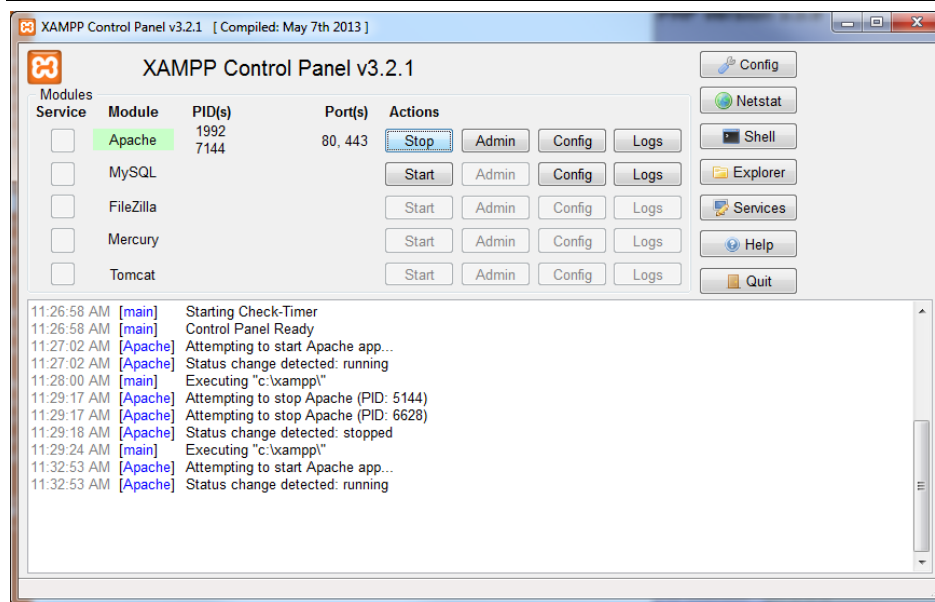 XAMPP Control Panel v3.2.1 [ Compiled: May 7th 2013 ]
XAMPP Control Panel v3.2.1
Config
Modules
Netstat
Service Module PID(s) Port(s) Actions
Apache 1992 7144 80, 443 Stop Admin Config Logs
Shell
MySQL Start Admin Config Logs
Explorer
FileZilla Start Admin Config Logs
Services
Mercury Start Admin Config Logs
Help
Tomcat Start Admin Config Logs
Quit
11:26:58 AM [main] Starting Check-Timer
11:26:58 AM [main] Control Panel Ready
11:27:02 AM [Apache] Attempting to start Apache app...
11:27:02 AM [Apache] Status change detected: running
11:28:00 AM [main] Executing "c:\xampp\"
11:29:17 AM [Apache] Attempting to stop Apache (PID: 5144)
11:29:17 AM [Apache] Attempting to stop Apache (PID: 6628)
11:29:18 AM [Apache] Status change detected: stopped
11:29:24 AM [main] Executing "c:\xampp\"
11:32:53 AM [Apache] Attempting to start Apache app...
11:32:53 AM [Apache] Status change detected: running